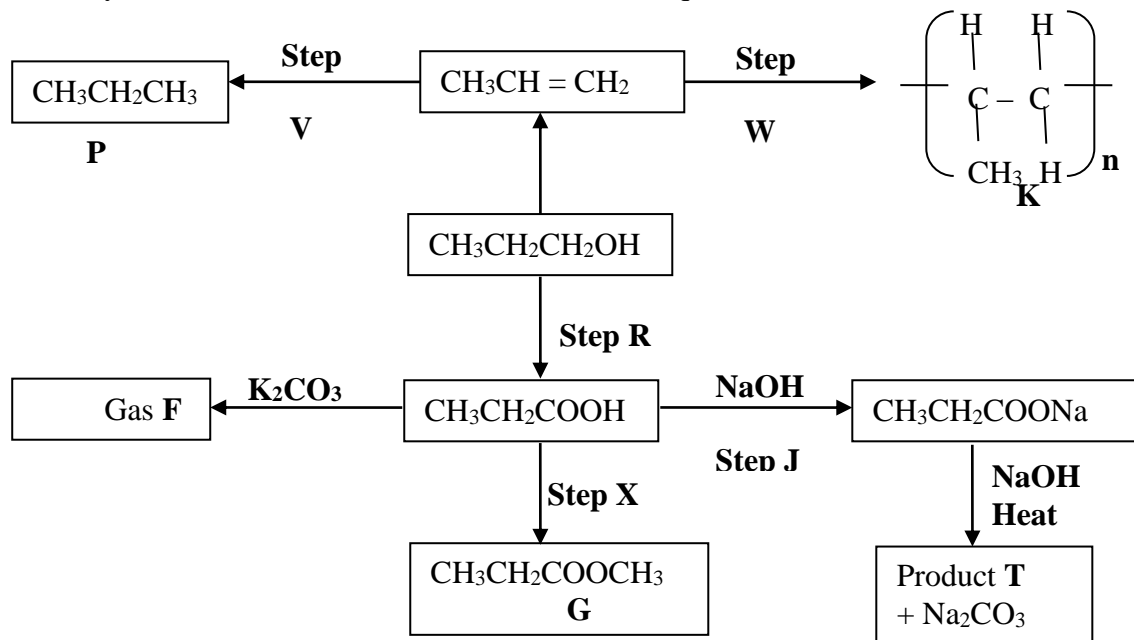 H H
Step
CH₃CH = CH₂
Step
CH₃CH₂CH₃
C – C
V
W
P
CH₃ H
n
K
CH₃CH₂CH₂OH
Step R
K₂CO₃
NaOH
Gas F
CH₃CH₂COOH
CH₃CH₂COONa
Step J
Step X
NaOH
Heat
CH₃CH₂COOCH₃
G
Product T
+ Na₂CO₃